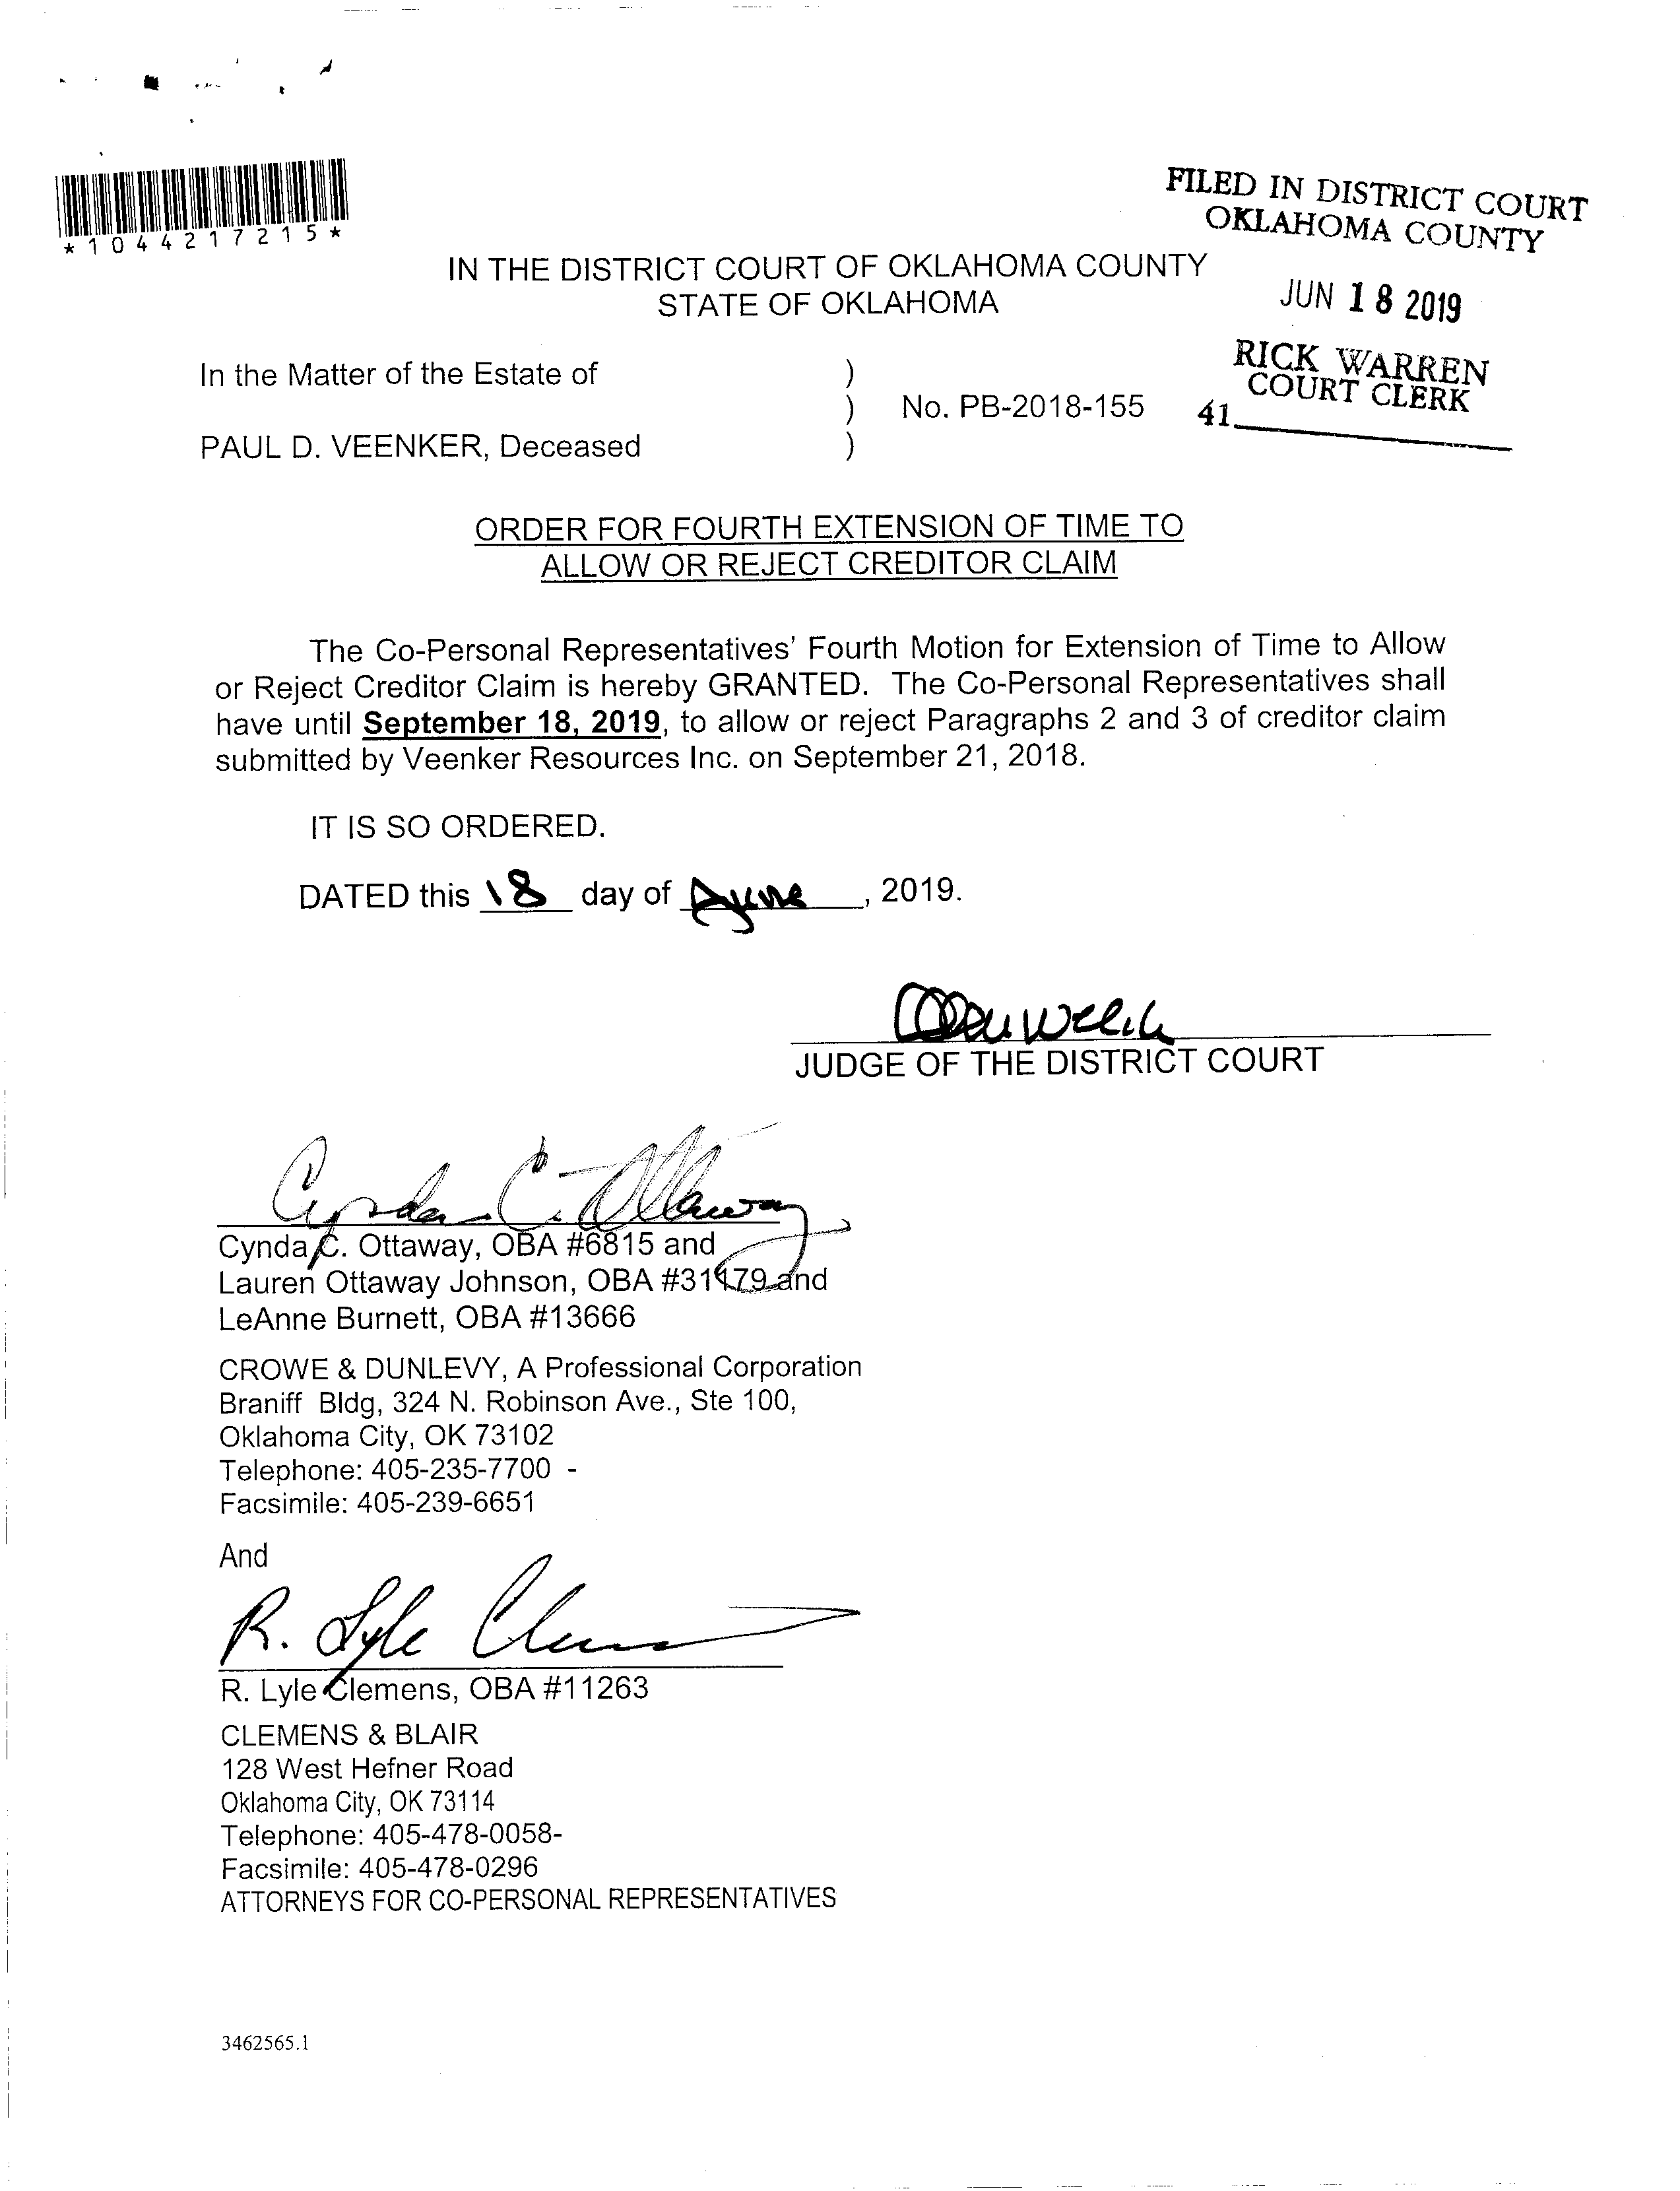 *1044217215*
FILED IN DISTRICT COURT
OKLAHOMA COUNTY
JUN 18 2019
RICK WARREN
COURT CLERK
41
IN THE DISTRICT COURT OF OKLAHOMA COUNTY
STATE OF OKLAHOMA
In the Matter of the Estate of )
) No. PB-2018-155
PAUL D. VEENKER, Deceased )
ORDER FOR FOURTH EXTENSION OF TIME TO
ALLOW OR REJECT CREDITOR CLAIM
The Co-Personal Representatives' Fourth Motion for Extension of Time to Allow
or Reject Creditor Claim is hereby GRANTED. The Co-Personal Representatives shall
have until September 18, 2019, to allow or reject Paragraphs 2 and 3 of creditor claim
submitted by Veenker Resources Inc. on September 21, 2018.
IT IS SO ORDERED.
DATED this 18 day of June, 2019.
Welch
JUDGE OF THE DISTRICT COURT
Cynda C. Ottaway
Cynda C. Ottaway, OBA #6815 and
Lauren Ottaway Johnson, OBA #31179 and
LeAnne Burnett, OBA #13666
CROWE & DUNLEVY, A Professional Corporation
Braniff Bldg, 324 N. Robinson Ave., Ste 100,
Oklahoma City, OK 73102
Telephone: 405-235-7700 -
Facsimile: 405-239-6651
And
R. Lyle Clemens
R. Lyle Clemens, OBA #11263
CLEMENS & BLAIR
128 West Hefner Road
Oklahoma City, OK 73114
Telephone: 405-478-0058-
Facsimile: 405-478-0296
ATTORNEYS FOR CO-PERSONAL REPRESENTATIVES
3462565.1